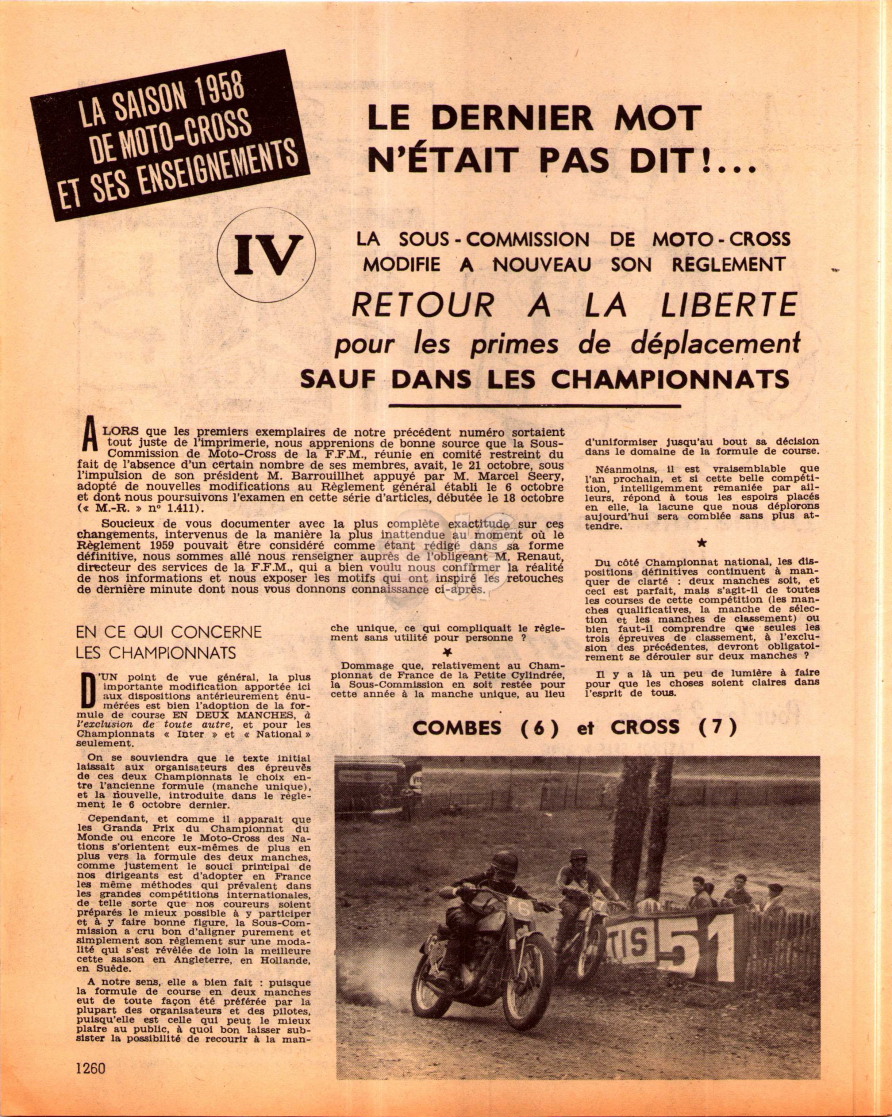 LA SAISON 1958
DE MOTO-CROSS
ET SES ENSEIGNEMENTS
LE DERNIER MOT
N'ÉTAIT PAS DIT!...
IV
LA SOUS-COMMISSION DE MOTO-CROSS
MODIFIE A NOUVEAU SON REGLEMENT
RETOUR A LA LIBERTE
pour les primes de déplacement
SAUF DANS LES CHAMPIONNATS
ALORS que les premiers exemplaires de notre précédent numéro sortaient
tout juste de l'imprimerie, nous apprenions de bonne source que la Sous-
Commission de Moto-Cross de la F.F.M., réunie en comité restreint du
fait de l'absence d'un certain nombre de ses membres, avait, le 21 octobre, sous
l'impulsion de son président M. Barrouillhet appuyé par M. Marcel Seery,
adopté de nouvelles modifications au Règlement général établi le 6 octobre
et dont nous poursuivons l'examen en cette série d'articles, débutée le 18 octobre
(« M.-R. » n° 1.411).
Soucieux de vous documenter avec la plus complète exactitude sur ces
changements, intervenus de la manière la plus inattendue au moment où le
Règlement 1959 pouvait être considéré comme étant rédigé dans sa forme
définitive, nous sommes allé nous renseigner auprès de l'obligeant M. Renaut,
directeur des services de la F.F.M., qui a bien voulu nous confirmer la réalité
de nos informations et nous exposer les motifs qui ont inspiré les retouches
de dernière minute dont nous vous donnons connaissance ci-après.
EN CE QUI CONCERNE
LES CHAMPIONNATS
D'UN point de vue général, la plus
importante modification apportée ici
aux dispositions antérieurement énu-
mérées est bien l'adoption de la for-
mule de course EN DEUX MANCHES, à
l'exclusion de toute autre, et pour les
Championnats « Inter » et « National »
seulement.
On se souviendra que le texte initial
laissait aux organisateurs des épreuves
de ces deux Championnats le choix en-
tre l'ancienne formule (manche unique),
et la nouvelle, introduite dans le règle-
ment le 6 octobre dernier.
Cependant, et comme il apparait que
les Grands Prix du Championnat du
Monde ou encore le Moto-Cross des Na-
tions s'orientent eux-mêmes de plus en
plus vers la formule des deux manches,
comme justement le souci principal de
nos dirigeants est d'adopter en France
les même méthodes qui prévalent dans
les grandes compétitions internationales,
de telle sorte que nos coureurs soient
préparés le mieux possible à y participer
et à y faire bonne figure, la Sous-Com-
mission a cru bon d'aligner purement et
simplement son règlement sur une moda-
lité qui s'est révélée de loin la meilleure
cette saison en Angleterre, en Hollande,
en Suède.
A notre sens, elle a bien fait : puisque
la formule de course en deux manches
eut de toute façon été préférée par la
plupart des organisateurs et des pilotes,
puisqu'elle est celle qui peut le mieux
plaire au public, à quoi bon laisser sub-
sister la possibilité de recourir à la man-
che unique, ce qui compliquait le règle-
ment sans utilité pour personne ?
★
Dommage que, relativement au Cham-
pionnat de France de la Petite Cylindrée,
la Sous-Commission en soit restée pour
cette année à la manche unique, au lieu
d'uniformiser jusqu'au bout sa décision
dans le domaine de la formule de course.
Néanmoins, il est vraisemblable que
l'an prochain, et si cette belle compéti-
tion, intelligemment remaniée par ail-
leurs, répond à tous les espoirs placés
en elle, la lacune que nous déplorons
aujourd'hui sera comblée sans plus at-
tendre.
★
Du côté Championnat national, les dis-
positions définitives continuent à man-
quer de clarté : deux manches soit, et
ceci est parfait, mais s'agit-il de toutes
les courses de cette compétition (les man-
ches qualificatives, la manche de sélec-
tion et les manches de classement) ou
bien faut-il comprendre que seules les
trois épreuves de classement, à l'exclu-
sion des précédentes, devront obligatoi-
rement se dérouler sur deux manches ?
Il y a là un peu de lumière à faire
pour que les choses soient claires dans
l'esprit de tous.
COMBES (6) et CROSS (7)
TIS 51
1260